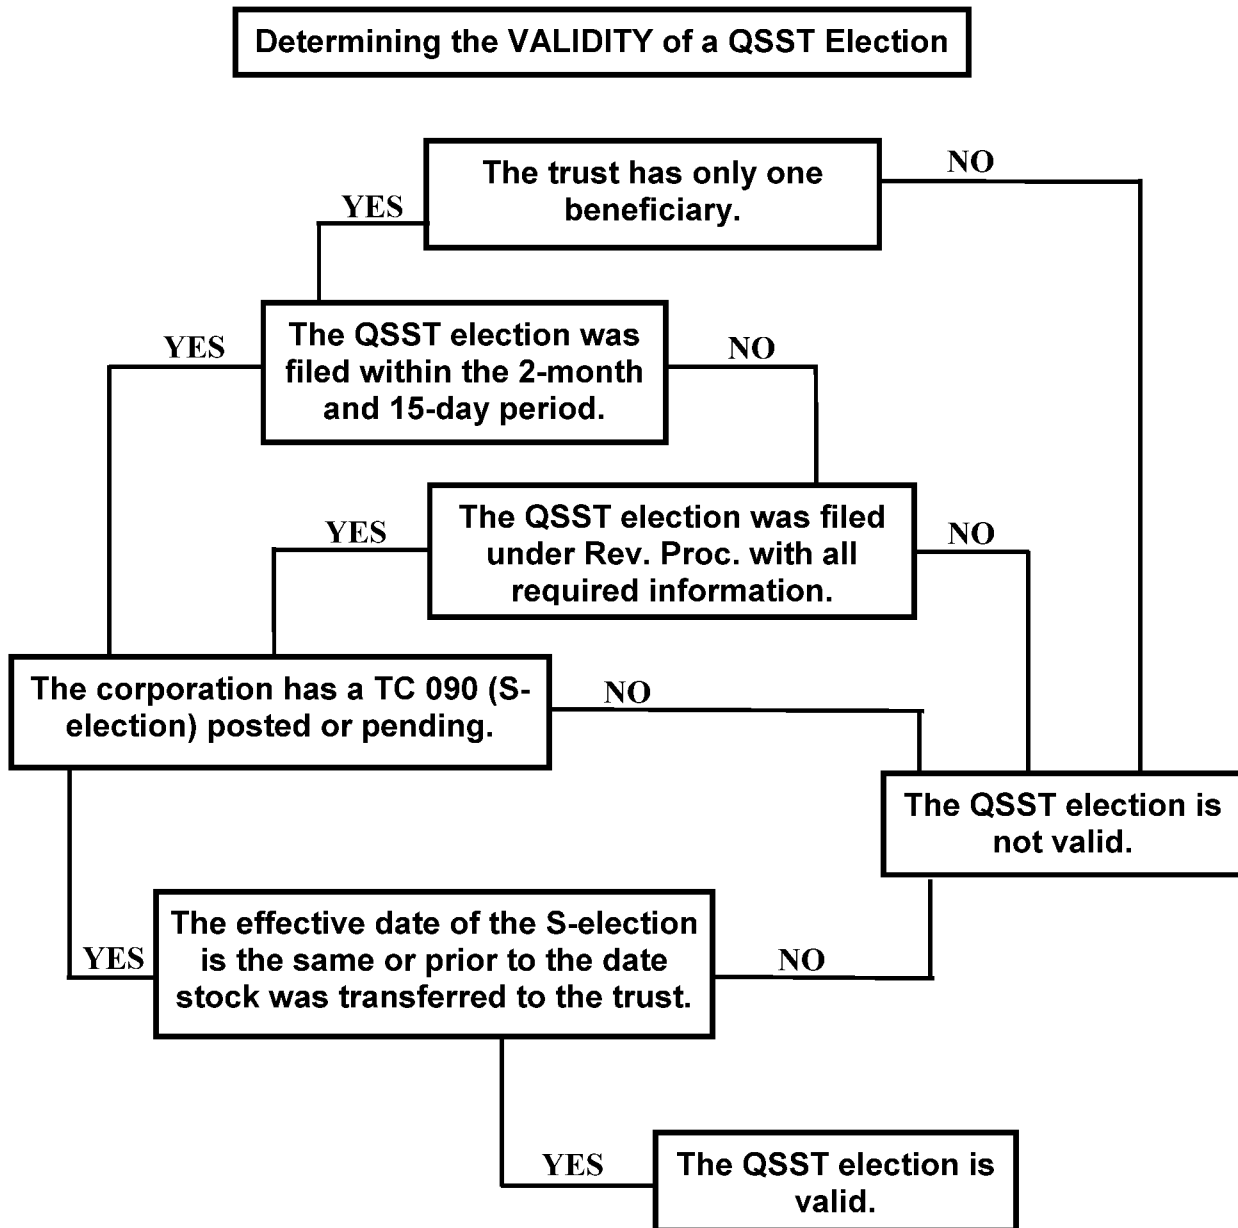 Determining the VALIDITY of a QSST Election
The trust has only one
beneficiary.
NO
YES
The QSST election was
filed within the 2-month
and 15-day period.
YES
NO
The QSST election was filed
under Rev. Proc. with all
required information.
YES
NO
The corporation has a TC 090 (S-
election) posted or pending.
NO
The QSST election is
not valid.
The effective date of the S-election
is the same or prior to the date
stock was transferred to the trust.
YES
NO
YES
The QSST election is
valid.